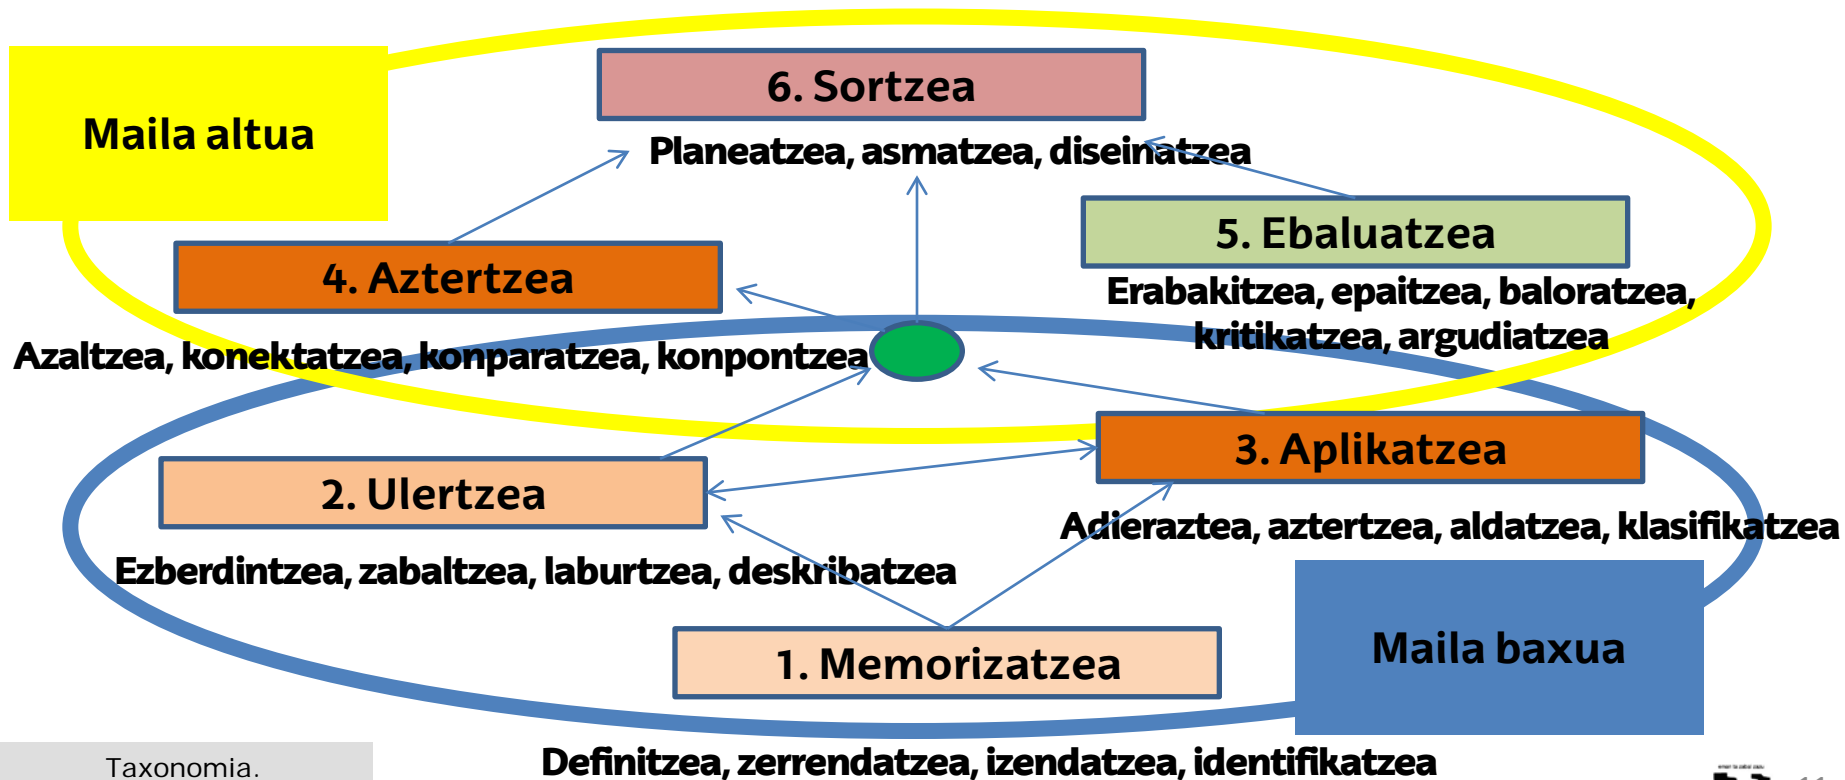 6. Sortzea
Maila altua
Planeatzea, asmatzea, diseinatzea
5. Ebaluatzea
4. Aztertzea
Erabakitzea, epaitzea, baloratzea,
kritikatzea, argudiatzea
Azaltzea, konektatzea, konparatzea, konpontzea
3. Aplikatzea
2. Ulertzea
Adieraztea, aztertzea, aldatzea, klasifikatzea
Ezberdintzea, zabaltzea, laburtzea, deskribatzea
Maila baxua
1. Memorizatzea
Definitzea, zerrendatzea, izendatzea, identifikatzea
Taxonomia.